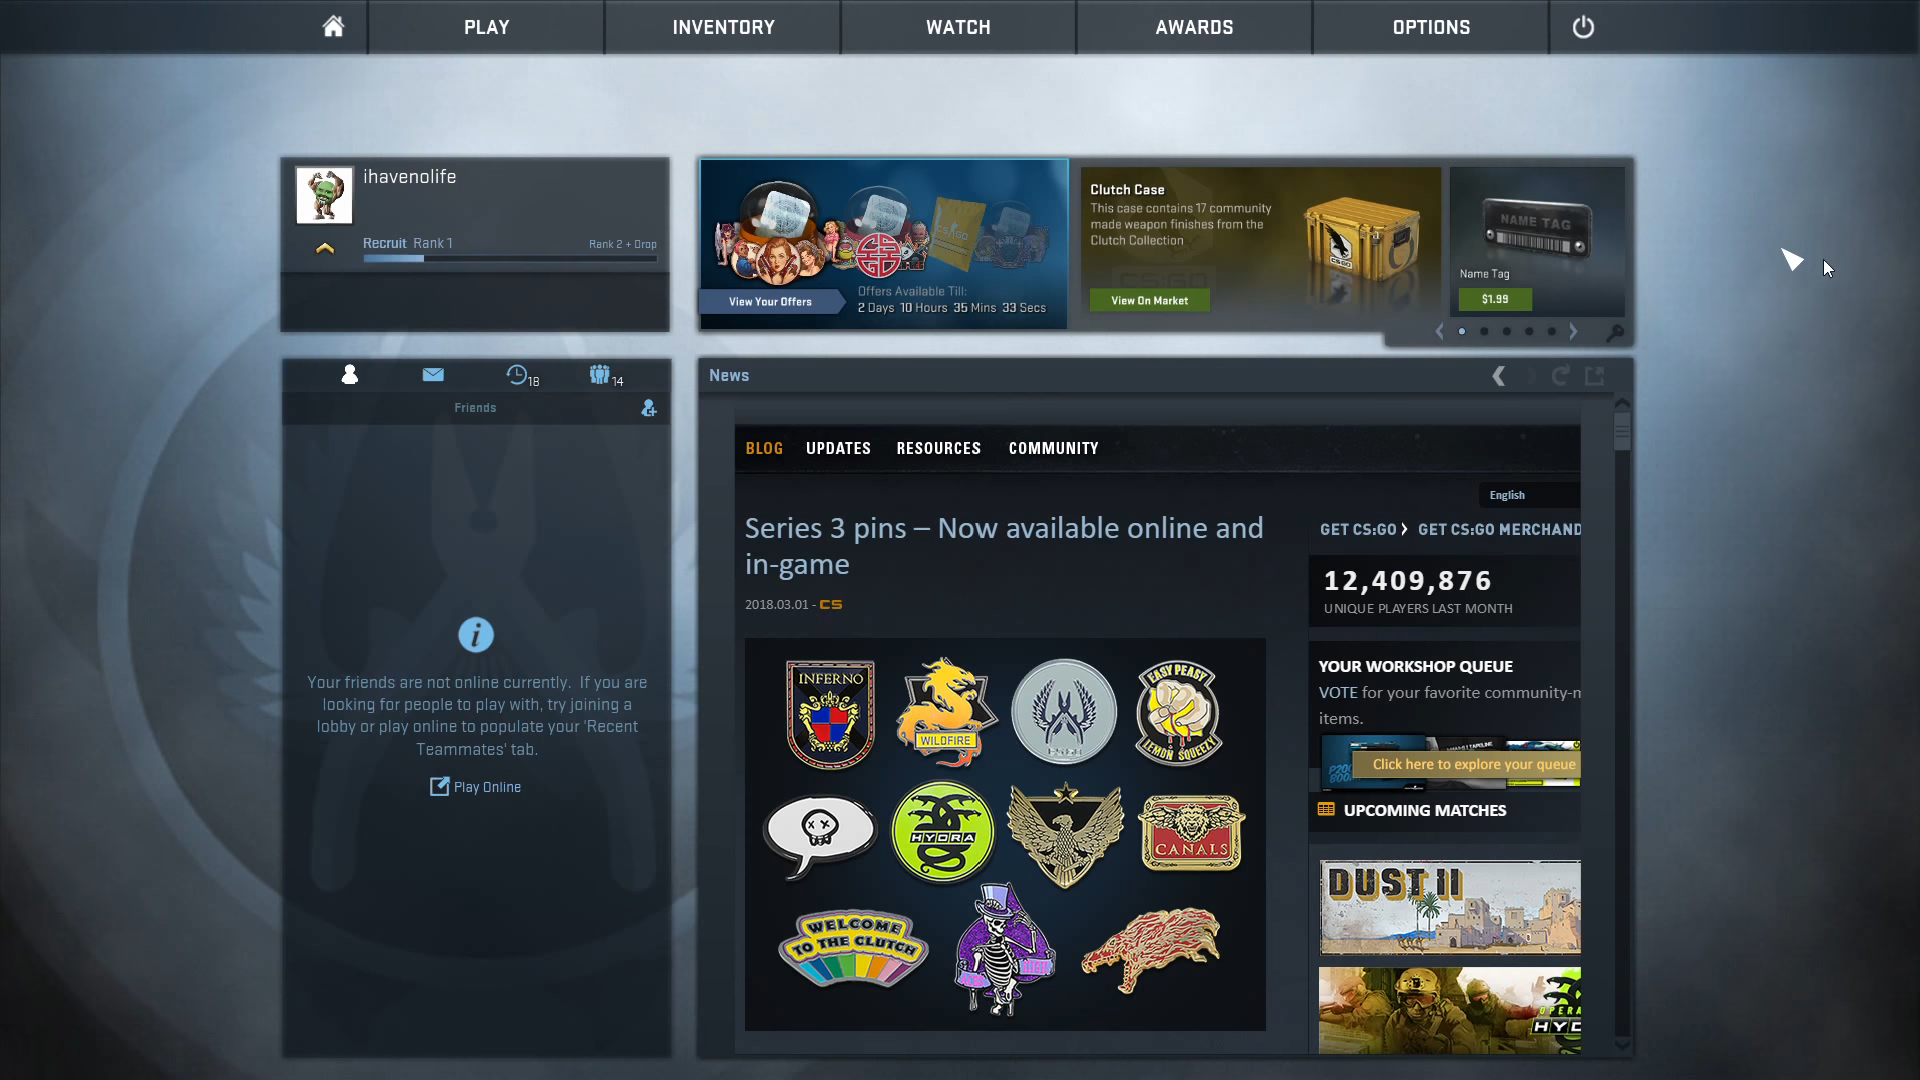 PLAY
INVENTORY
WATCH
AWARDS
OPTIONS
ihavenolife
Recruit Rank 1
Rank 2 + Drop
View Your Offers
Offers Available Till:
2 Days 10 Hours 35 Mins 33 Secs
Clutch Case
This case contains 17 community
made weapon finishes from the
Clutch Collection
CS:GO
View On Market
NAME TAG
Name Tag
$1.99
18
14
Friends
Your friends are not online currently. If you are
looking for people to play with, try joining a
lobby or play online to populate your 'Recent
Teammates' tab.
Play Online
News
BLOG
UPDATES
RESOURCES
COMMUNITY
English
Series 3 pins – Now available online and
in-game
2018.03.01 - CS
INFERNO
WILDFIRE
CS:GO
EASY PEASY
LEMON SQUEEZY
HYDRA
CANALS
WELCOME
TO THE CLUTCH
GET CS:GO
GET CS:GO MERCHAND
12,409,876
UNIQUE PLAYERS LAST MONTH
YOUR WORKSHOP QUEUE
VOTE for your favorite community-m
items.
Click here to explore your queue
UPCOMING MATCHES
DUST II
OPERA
HYD